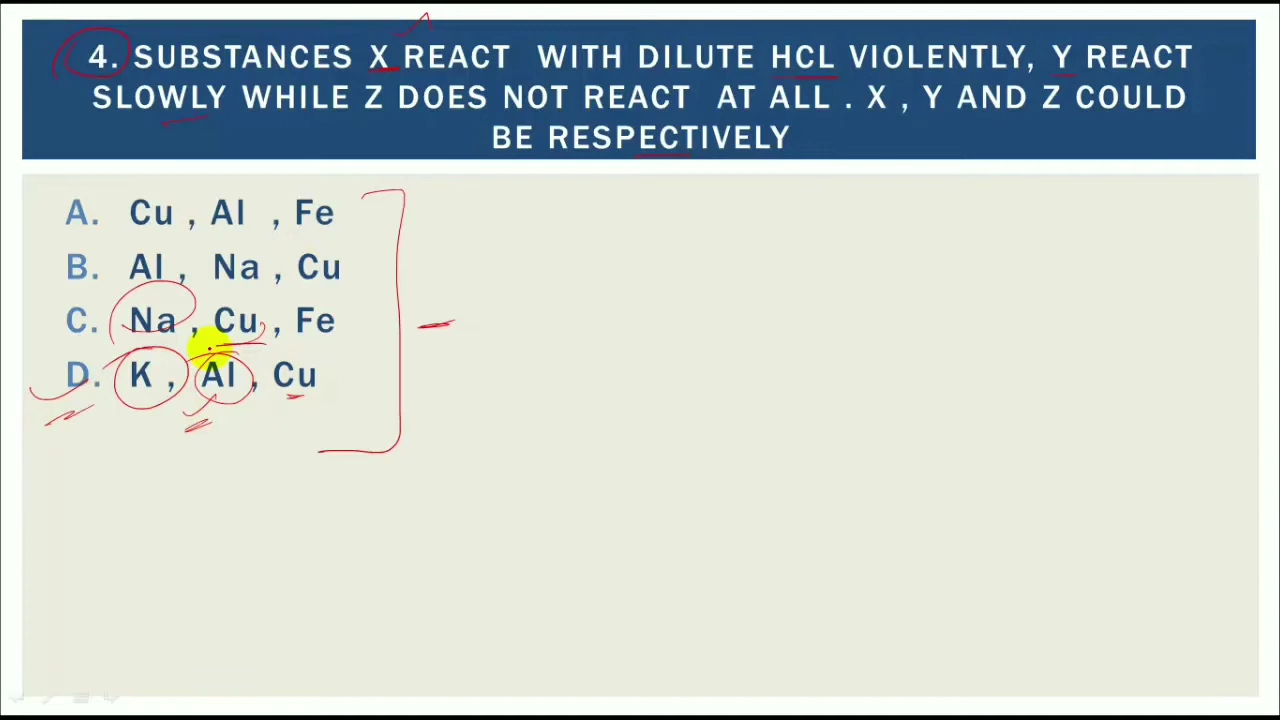 4. SUBSTANCES X REACT WITH DILUTE HCL VIOLENTLY, Y REACT
SLOWLY WHILE Z DOES NOT REACT AT ALL . X , Y AND Z COULD
BE RESPECTIVELY
A. Cu , Al , Fe
B. Al , Na , Cu
C. Na , Cu , Fe
D. K , Al , Cu